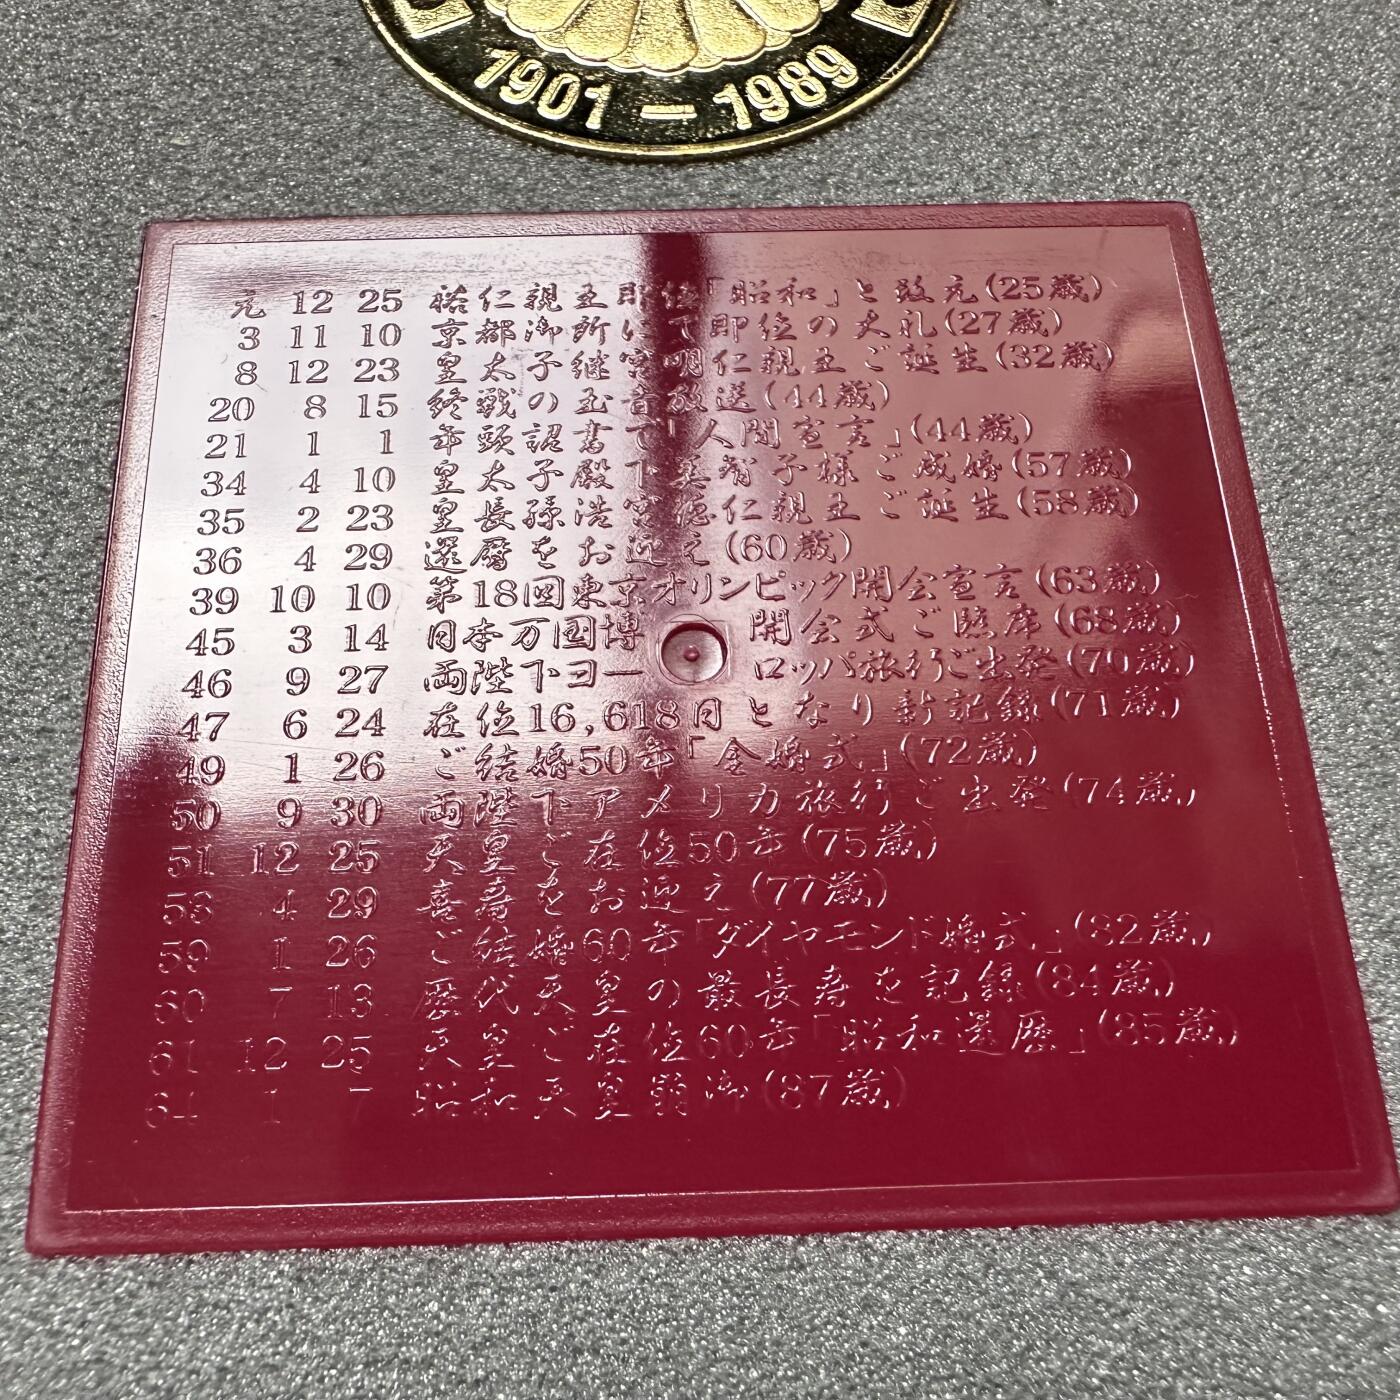 1901 — 1989
元 12 25 裕仁親王即位「昭和」と改元(25歳)
3 11 10 京都御所にて即位の大礼(27歳)
8 12 23 皇太子継宮明仁親王ご誕生(32歳)
20 8 15 終戦の玉音放送(44歳)
21 1 1 年頭詔書で「人間宣言」(44歳)
34 4 10 皇太子殿下美智子様ご成婚(57歳)
35 2 23 皇長孫浩宮徳仁親王ご誕生(58歳)
36 4 29 還暦をお迎え(60歳)
39 10 10 第18回東京オリンピック開会宣言(63歳)
45 3 14 日本万国博 開会式ご臨席(68歳)
46 9 27 両陛下ヨーロッパ旅行ご出発(70歳)
47 6 24 在位16,618日となり新記録(71歳)
49 1 26 ご結婚50年「金婚式」(72歳)
50 9 30 両陛下アメリカ旅行ご出発(74歳)
51 12 25 天皇ご在位50年(75歳)
53 4 29 喜寿をお迎え(77歳)
59 1 26 ご結婚60年「ダイヤモンド婚式」(82歳)
60 7 13 歴代天皇の最長寿を記録(84歳)
61 12 25 天皇ご在位60年「昭和還暦」(85歳)
64 1 7 昭和天皇崩御(87歳)